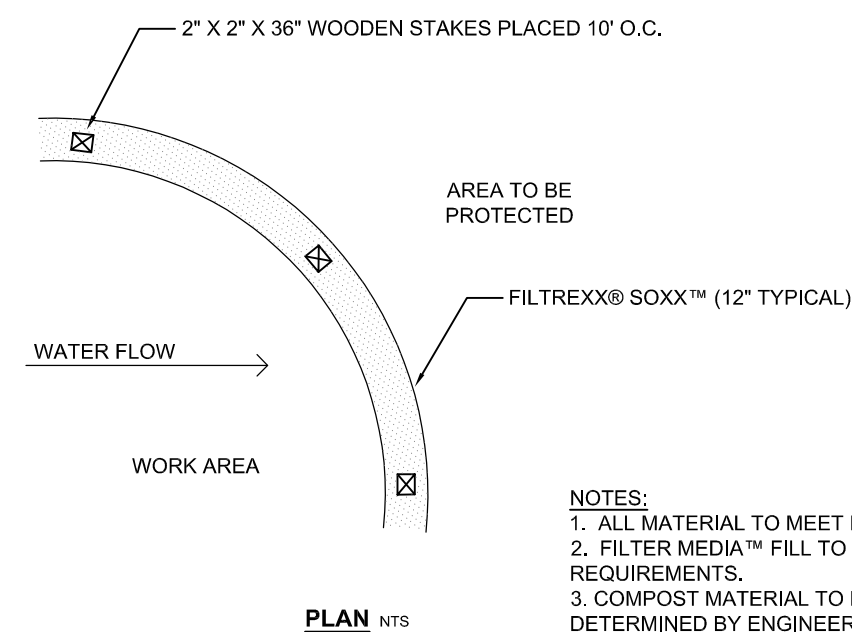 2" X 2" X 36" WOODEN STAKES PLACED 10' O.C.
AREA TO BE
PROTECTED
FILTREXX® SOXX™ (12" TYPICAL)
WATER FLOW
WORK AREA
NOTES:
1. ALL MATERIAL TO MEET
2. FILTER MEDIA™ FILL TO
REQUIREMENTS.
3. COMPOST MATERIAL TO
DETERMINED BY ENGINEER
PLAN NTS